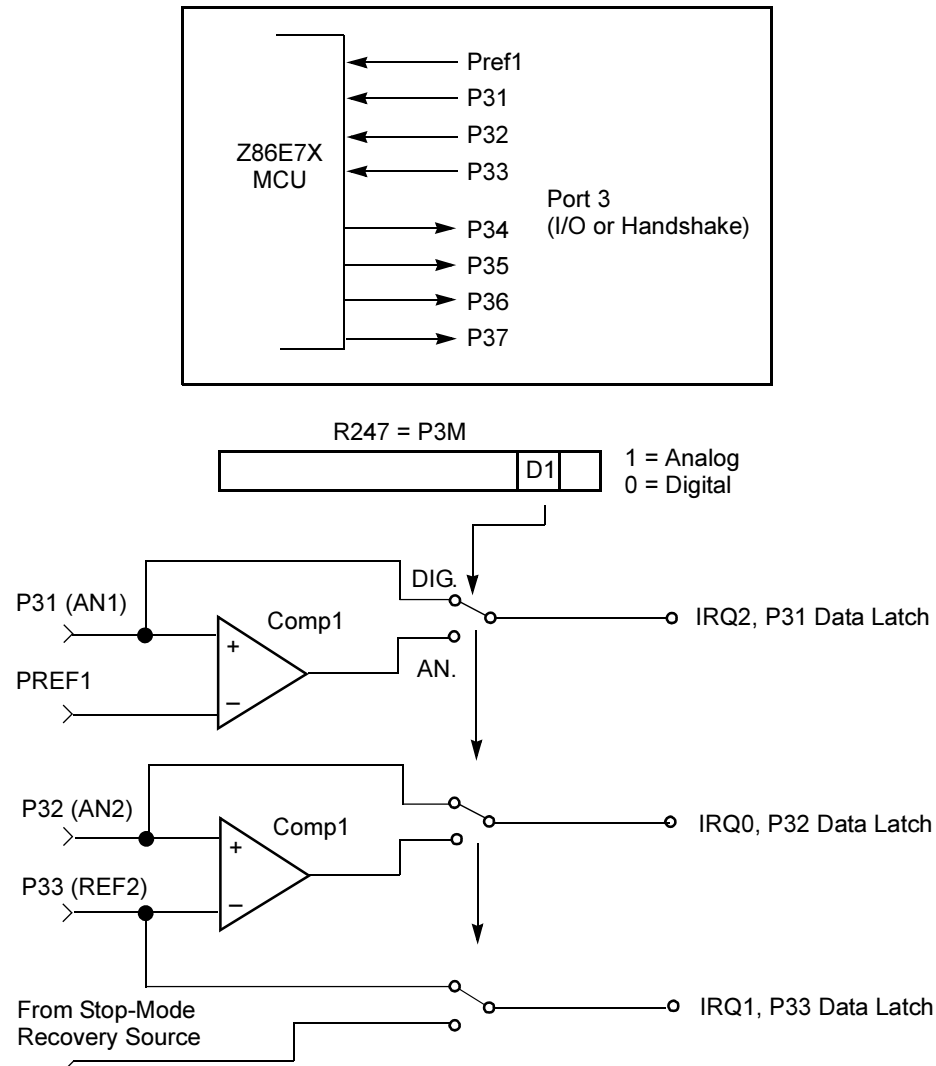 Pref1
P31
P32
P33
Z86E7X
MCU
Port 3
(I/O or Handshake)
P34
P35
P36
P37
R247 = P3M
D1
1 = Analog
0 = Digital
DIG.
P31 (AN1)
Comp1
IRQ2, P31 Data Latch
+
AN.
PREF1
–
P32 (AN2)
Comp1
IRQ0, P32 Data Latch
+
P33 (REF2)
–
From Stop-Mode
Recovery Source
IRQ1, P33 Data Latch